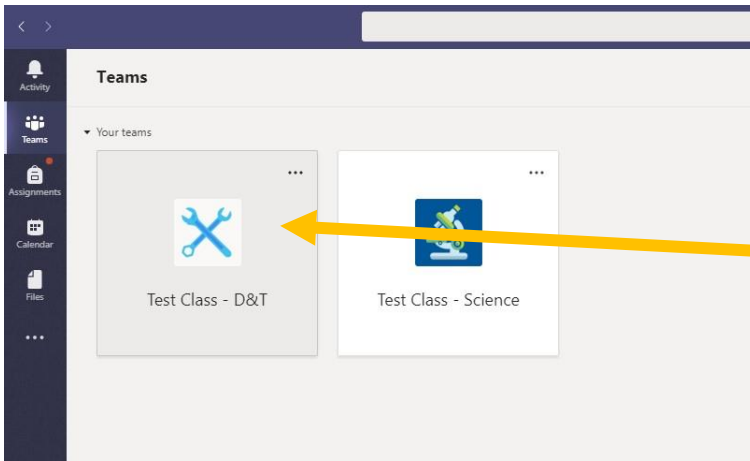 Activity
Teams
Your teams
Teams
Assignments
Test Class - D&T
Test Class - Science
Calendar
Files